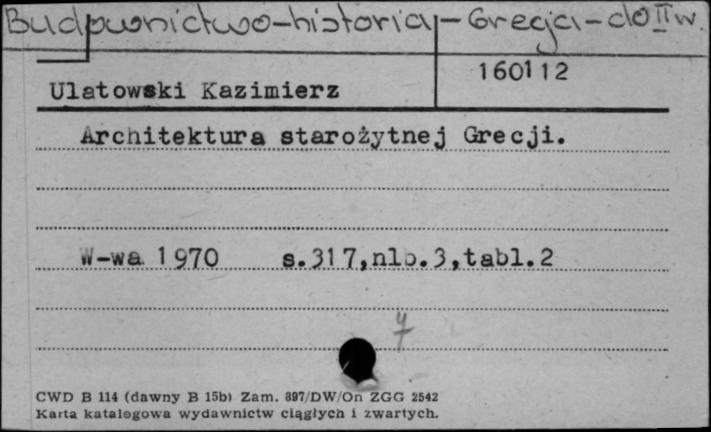 Budownictwo-historia-Grecja-do II w.
160112
Ulatowski Kazimierz
Architektura starożytnej Grecji.
W-wa 1970 s.317,nlb.3,tabl.2
4
CWD B 114 (dawny B 15b) Zam. 897/DW/On ZGG 2542
Karta katalogowa wydawnictw ciągłych i zwartych.